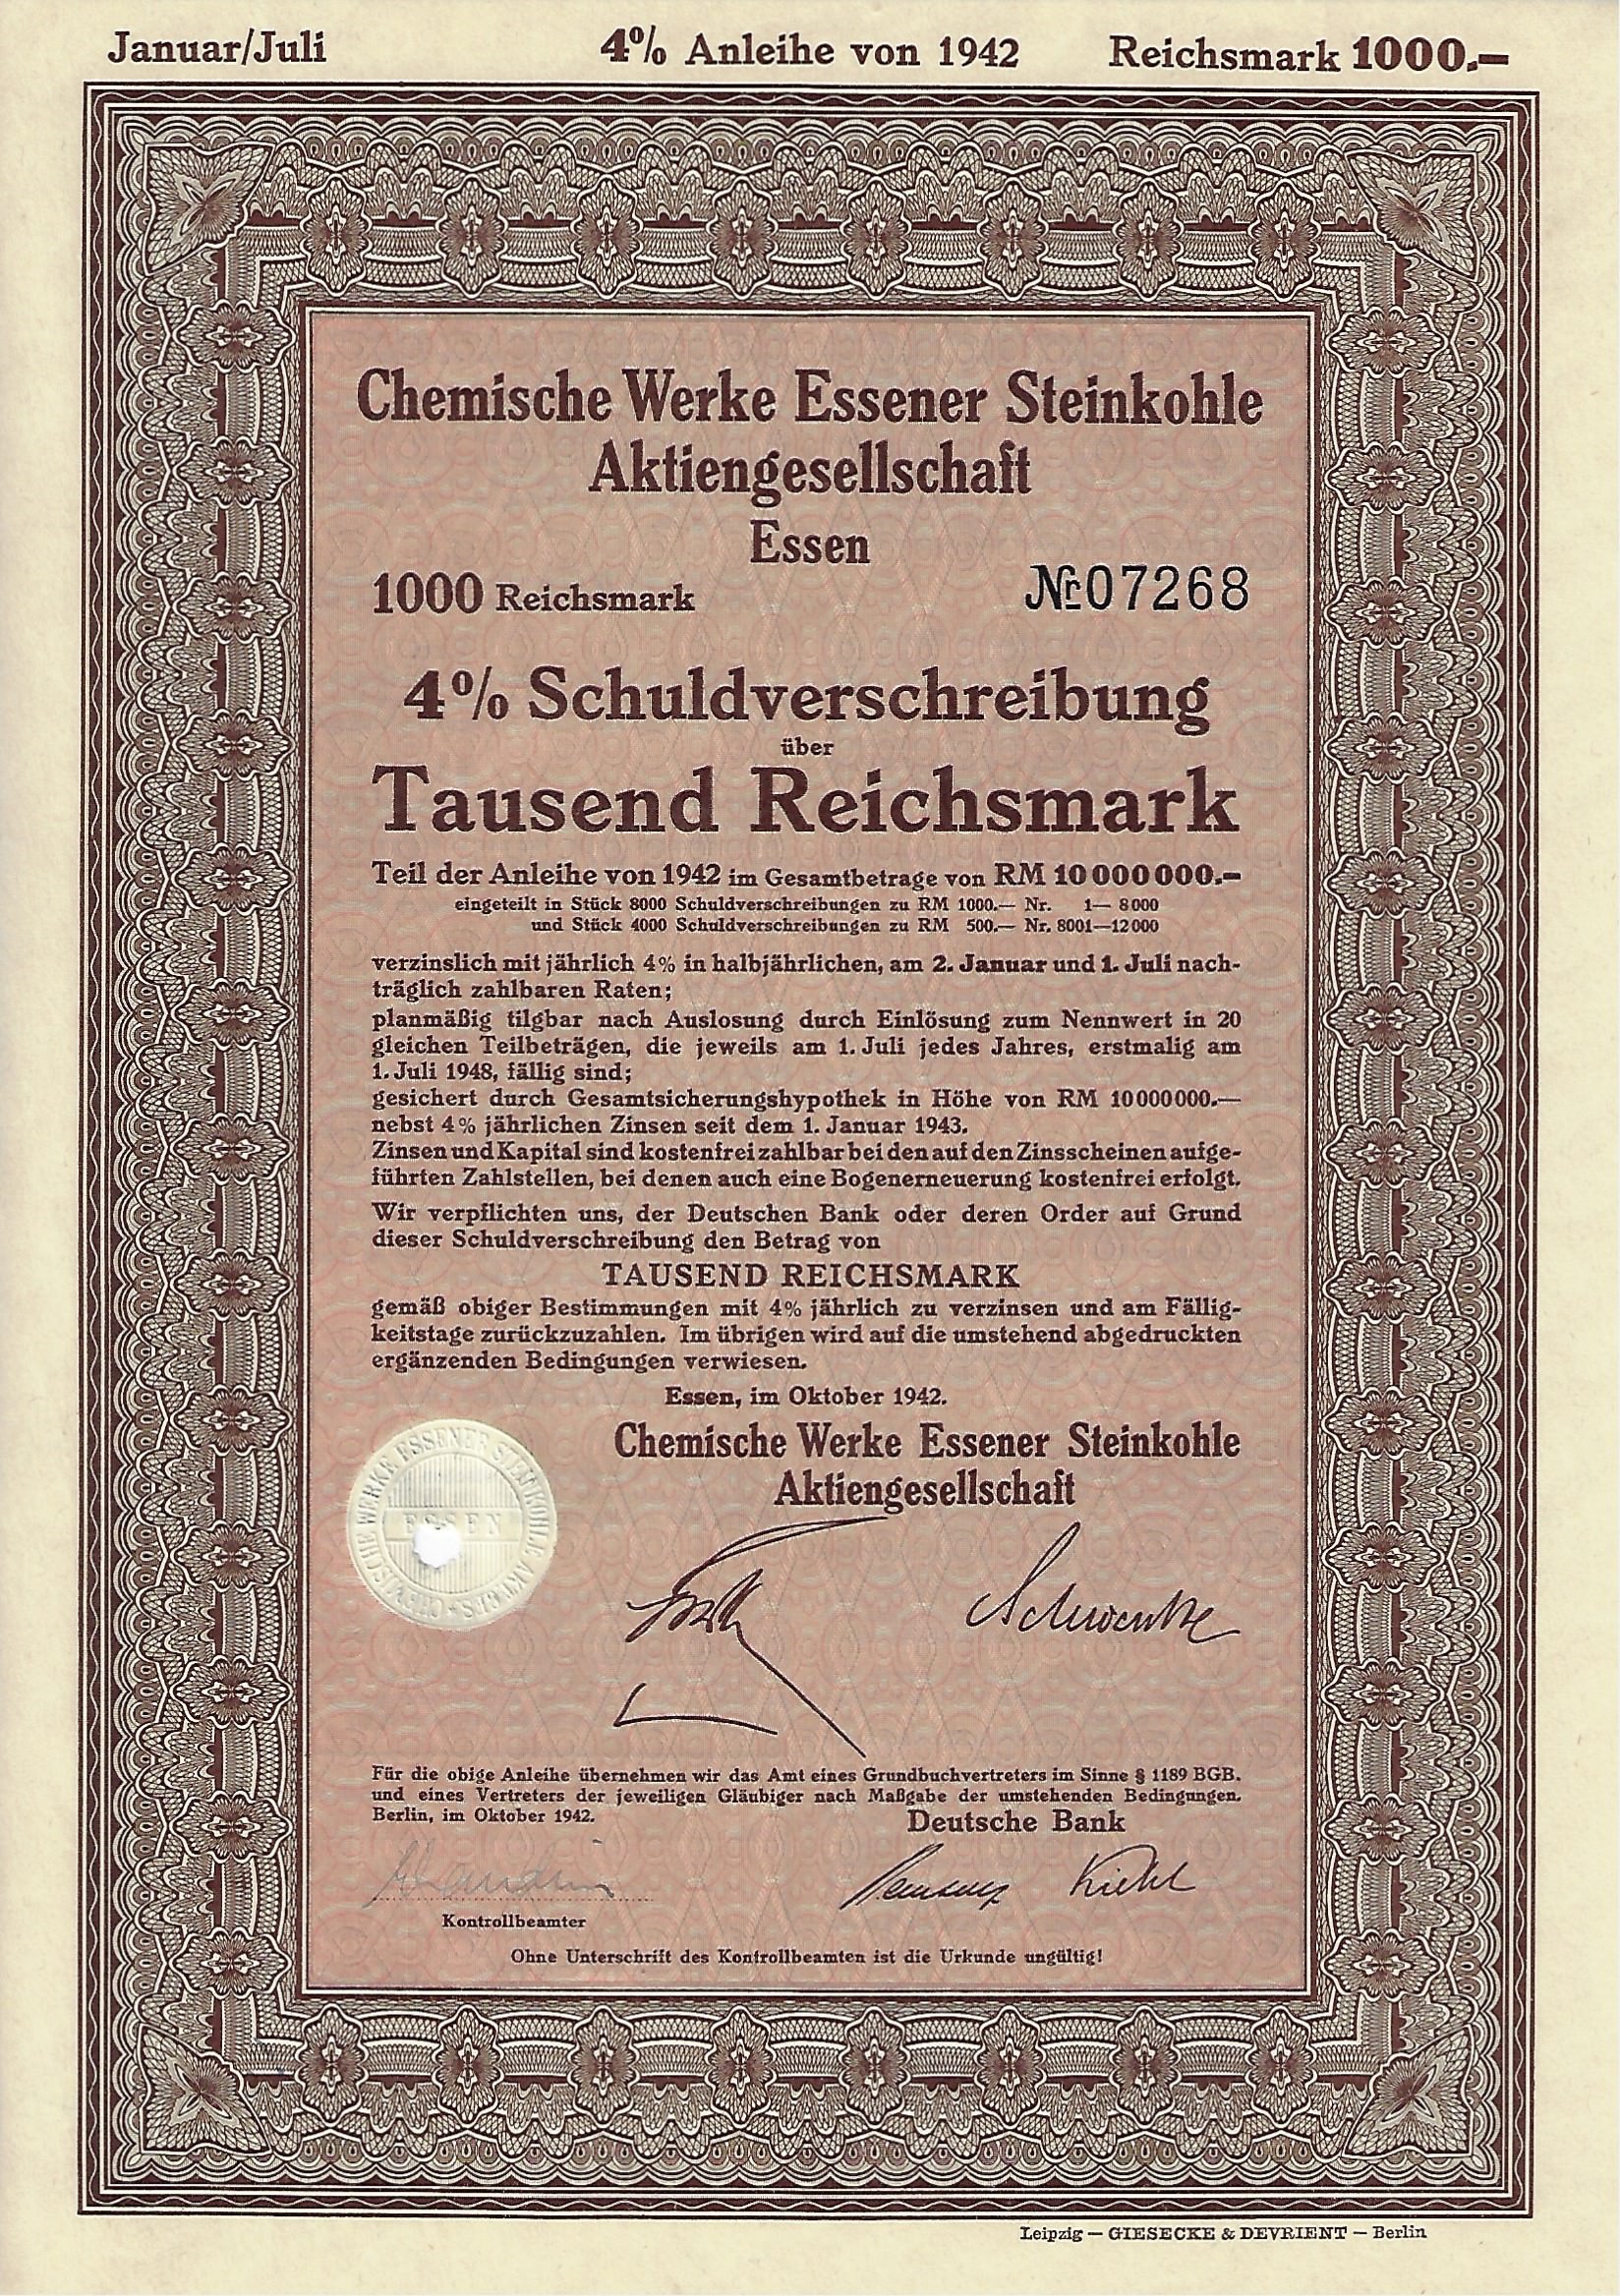 Januar/Juli 4% Anleihe von 1942 Reichsmark 1000.–
Chemische Werke Essener Steinkohle
Aktiengesellschaft
Essen
1000 Reichsmark Nr. 07268
4% Schuldverschreibung
über
Tausend Reichsmark
Teil der Anleihe von 1942 im Gesamtbetrage von RM 10 000 000.–
eingeteilt in Stück 8000 Schuldverschreibungen zu RM 1000.— Nr. 1— 8000
und Stück 4000 Schuldverschreibungen zu RM 500.— Nr. 8001—12 000
verzinslich mit jährlich 4% in halbjährlichen, am 2. Januar und 1. Juli nach-
träglich zahlbaren Raten;
planmäßig tilgbar nach Auslosung durch Einlösung zum Nennwert in 20
gleichen Teilbeträgen, die jeweils am 1. Juli jedes Jahres, erstmalig am
1. Juli 1948, fällig sind;
gesichert durch Gesamtsicherungshypothek in Höhe von RM 10 000 000.—
nebst 4% jährlichen Zinsen seit dem 1. Januar 1943.
Zinsen und Kapital sind kostenfrei zahlbar bei den auf den Zinsscheinen aufge-
führten Zahlstellen, bei denen auch eine Bogenerneuerung kostenfrei erfolgt.
Wir verpflichten uns, der Deutschen Bank oder deren Order auf Grund
dieser Schuldverschreibung den Betrag von
TAUSEND REICHSMARK
gemäß obiger Bestimmungen mit 4% jährlich zu verzinsen und am Fällig-
keitstage zurückzuzahlen. Im übrigen wird auf die umstehend abgedruckten
ergänzenden Bedingungen verwiesen.
Essen, im Oktober 1942.
Chemische Werke Essener Steinkohle
Aktiengesellschaft
CHEMISCHE WERKE ESSENER STEINKOHLE AKT.GES
ESSEN
Schwenke
Für die obige Anleihe übernehmen wir das Amt eines Grundbuchvertreters im Sinne § 1189 BGB.
und eines Vertreters der jeweiligen Gläubiger nach Maßgabe der umstehenden Bedingungen.
Berlin, im Oktober 1942.
Deutsche Bank
Kiehl
Kontrollbeamter
Ohne Unterschrift des Kontrollbeamten ist die Urkunde ungültig!
Leipzig — GIESECKE & DEVRIENT — Berlin